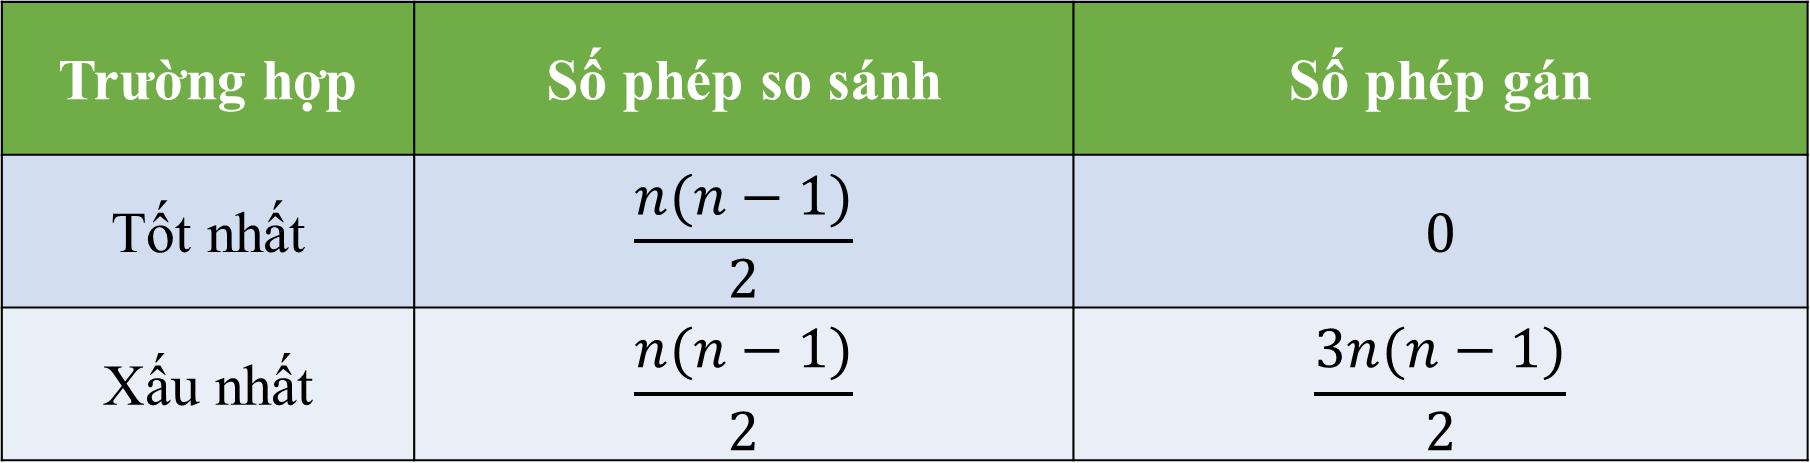 Trường hợp Số phép so sánh Số phép gán
Tốt nhất n(n − 1)/2 0
Xấu nhất n(n − 1)/2 3n(n − 1)/2